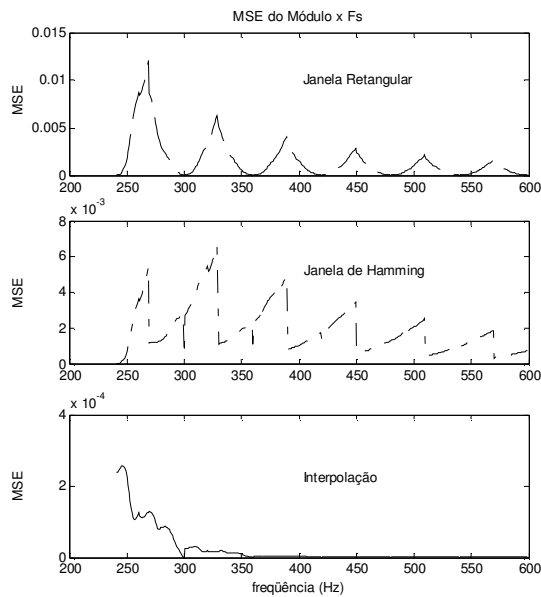 MSE do Módulo x Fs
0.015
0.01
0.005
0
MSE
Janela Retangular
200 250 300 350 400 450 500 550 600
x 10⁻³
8
6
4
2
0
MSE
Janela de Hamming
200 250 300 350 400 450 500 550 600
x 10⁻⁴
4
2
0
MSE
Interpolação
200 250 300 350 400 450 500 550 600
freqüência (Hz)